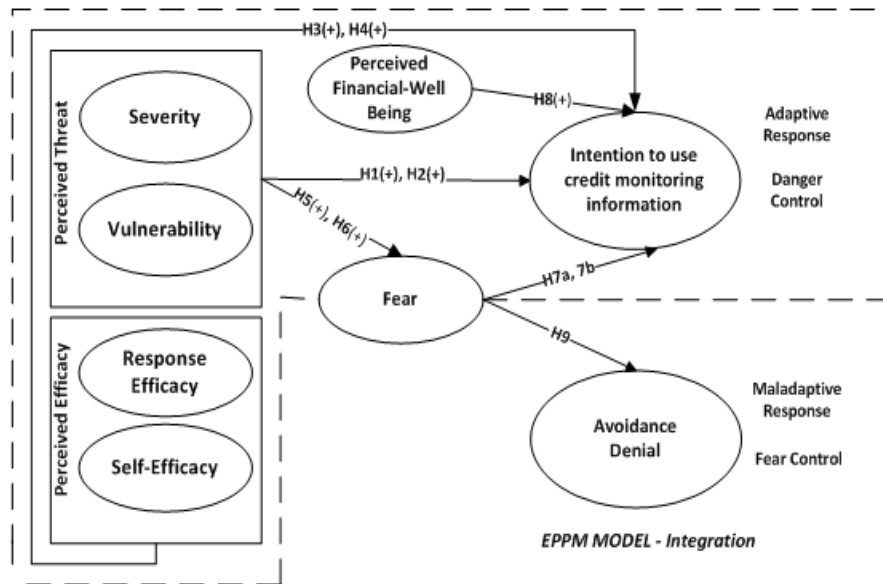 H3(+), H4(+)
Perceived Threat
Severity
Vulnerability
Perceived
Financial-Well
Being
H8(+)
Adaptive
Response
Danger
Control
Intention to use
credit monitoring
information
H1(+), H2(+)
H5(+), H6(+)
Fear
H7a, 7b
H9
Perceived Efficacy
Response
Efficacy
Self-Efficacy
Avoidance
Denial
Maladaptive
Response
Fear Control
EPPM MODEL - Integration